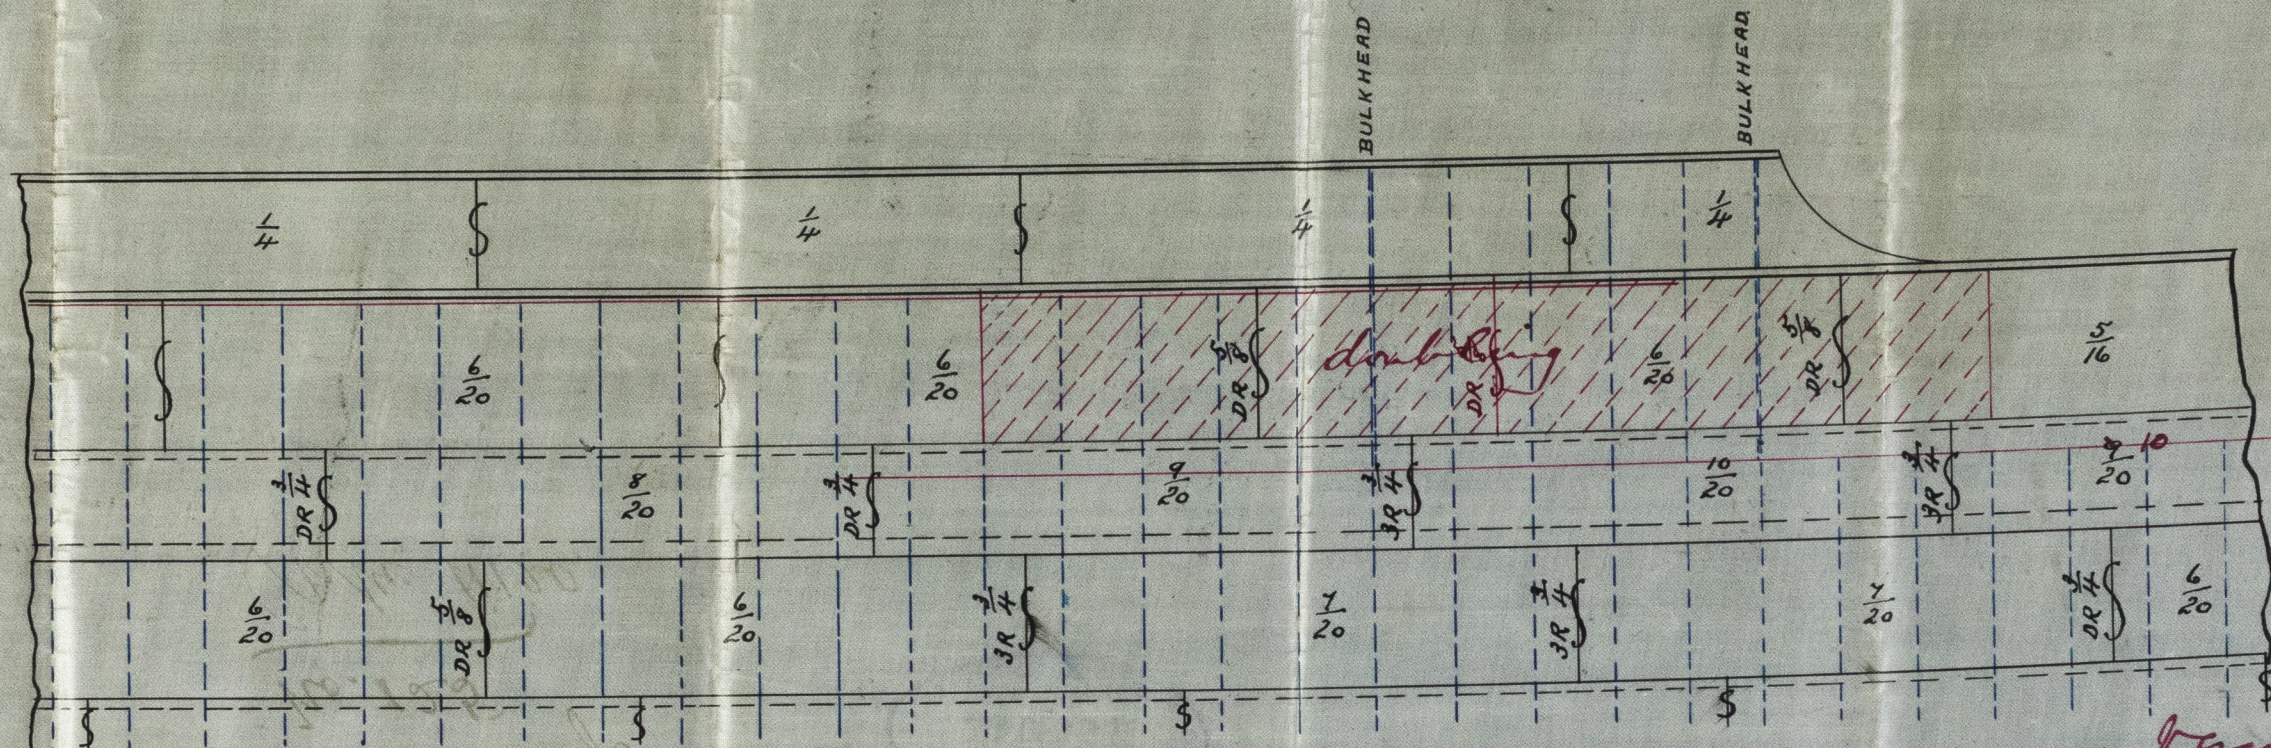 BULKHEAD BULKHEAD
1/4 1/4 1/4 1/4
6/20 6/20 DR 5/8 doubling DR 6/20 DR 5/8 5/16
DR 3/4 8/20 DR 3/4 9/20 3R 3/4 10/20 3R 3/4 9/20 10
6/20 DR 5/8 6/20 3R 3/4 7/20 3R 3/4 7/20 DR 3/4 6/20